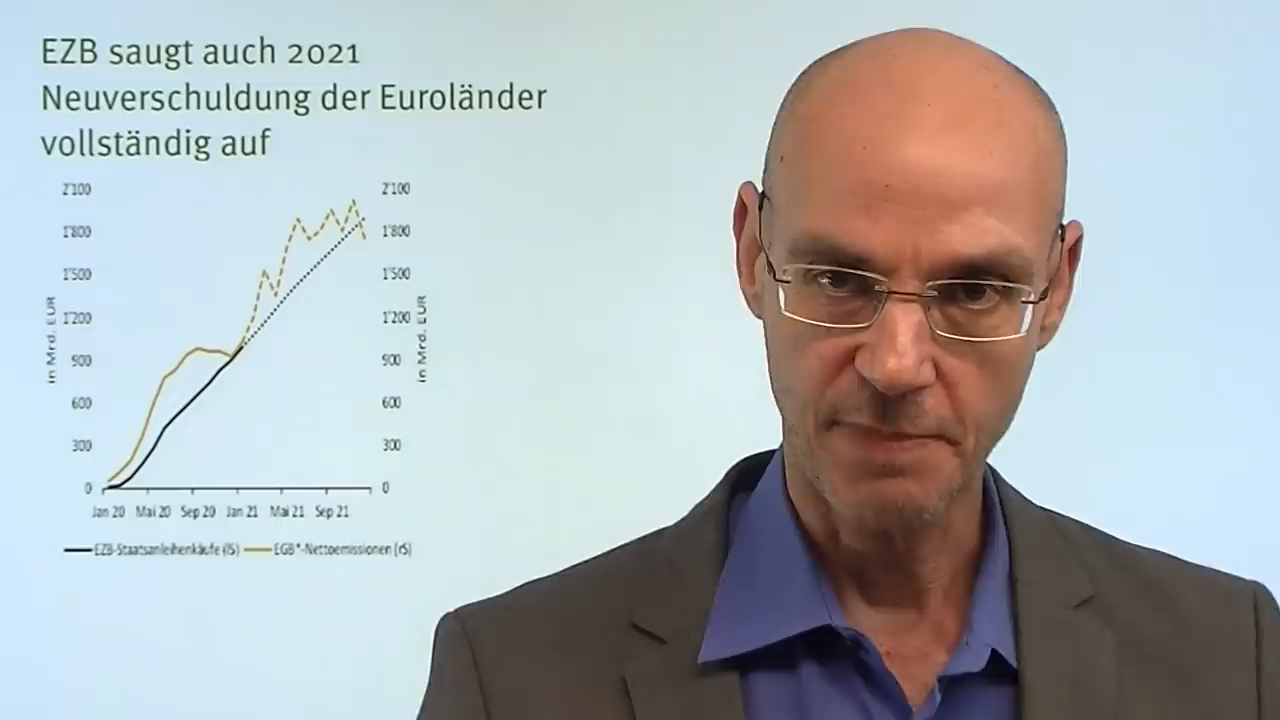 EZB saugt auch 2021
Neuverschuldung der Euroländer
vollständig auf
2'100 2'100
1'800 1'800
1'500 1'500
1'200 1'200
900 900
600 600
300 300
0 0
in Mrd. EUR in Mrd. EUR
Jan 20 Mai 20 Sep 20 Jan 21 Mai 21 Sep 21
EZB-Staatsanleihenkäufe (lS) EGB*-Nettoemissionen (rS)